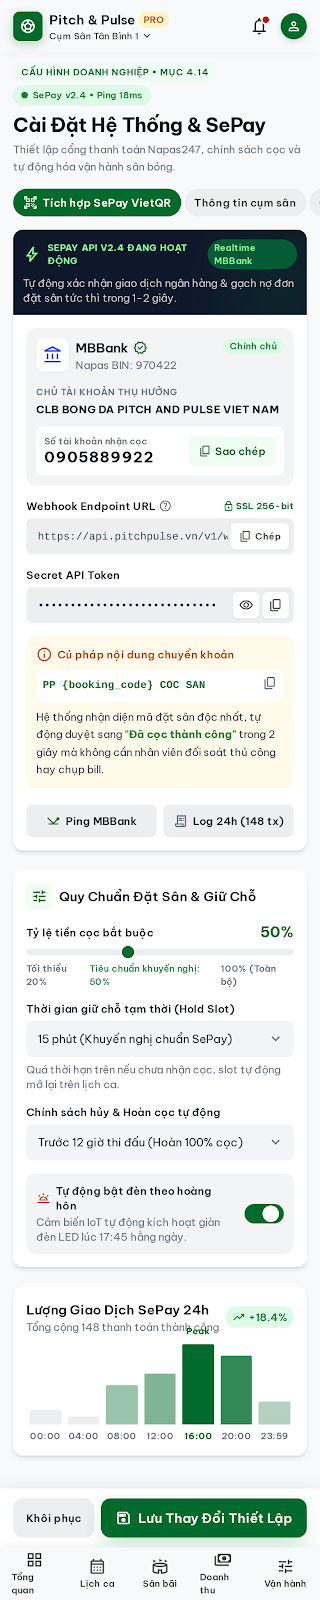 Pitch & Pulse PRO
Cụm Sân Tân Bình 1
CẤU HÌNH DOANH NGHIỆP • MỤC 4.14
SePay v2.4 • Ping 18ms
Cài Đặt Hệ Thống & SePay
Thiết lập cổng thanh toán Napas247, chính sách cọc và
tự động hóa vận hành sân bóng.
Tích hợp SePay VietQR
Thông tin cụm sân
SEPAY API V2.4 ĐANG HOẠT
ĐỘNG
Realtime
MBBank
Tự động xác nhận giao dịch ngân hàng & gạch nợ đơn
đặt sân tức thì trong 1-2 giây.
MBBank
Chính chủ
Napas BIN: 970422
CHỦ TÀI KHOẢN THỤ HƯỞNG
CLB BONG DA PITCH AND PULSE VIET NAM
Số tài khoản nhận cọc
0905889922
Sao chép
Webhook Endpoint URL
SSL 256-bit
https://api.pitchpulse.vn/v1/w
Chép
Secret API Token
••••••••••••••••••••••••••••
Cú pháp nội dung chuyển khoản
PP {booking_code} COC SAN
Hệ thống nhận diện mã đặt sân độc nhất, tự
động duyệt sang "Đã cọc thành công" trong 2
giây mà không cần nhân viên đối soát thủ công
hay chụp bill.
Ping MBBank
Log 24h (148 tx)
Quy Chuẩn Đặt Sân & Giữ Chỗ
Tỷ lệ tiền cọc bắt buộc
50%
Tối thiểu
20%
Tiêu chuẩn khuyến nghị:
50%
100% (Toàn
bộ)
Thời gian giữ chỗ tạm thời (Hold Slot)
15 phút (Khuyến nghị chuẩn SePay)
Quá thời hạn trên nếu chưa nhận cọc, slot tự động
mở lại trên lịch ca.
Chính sách hủy & Hoàn cọc tự động
Trước 12 giờ thi đấu (Hoàn 100% cọc)
Tự động bật đèn theo hoàng
hôn
Cảm biến IoT tự động kích hoạt giàn
đèn LED lúc 17:45 hằng ngày.
Lượng Giao Dịch SePay 24h
+18.4%
Tổng cộng 148 thanh toán thành công
Peak
00:00 04:00 08:00 12:00 16:00 20:00 23:59
Khôi phục
Lưu Thay Đổi Thiết Lập
Tổng
quan
Lịch ca
Sân bãi
Doanh
thu
Vận hành